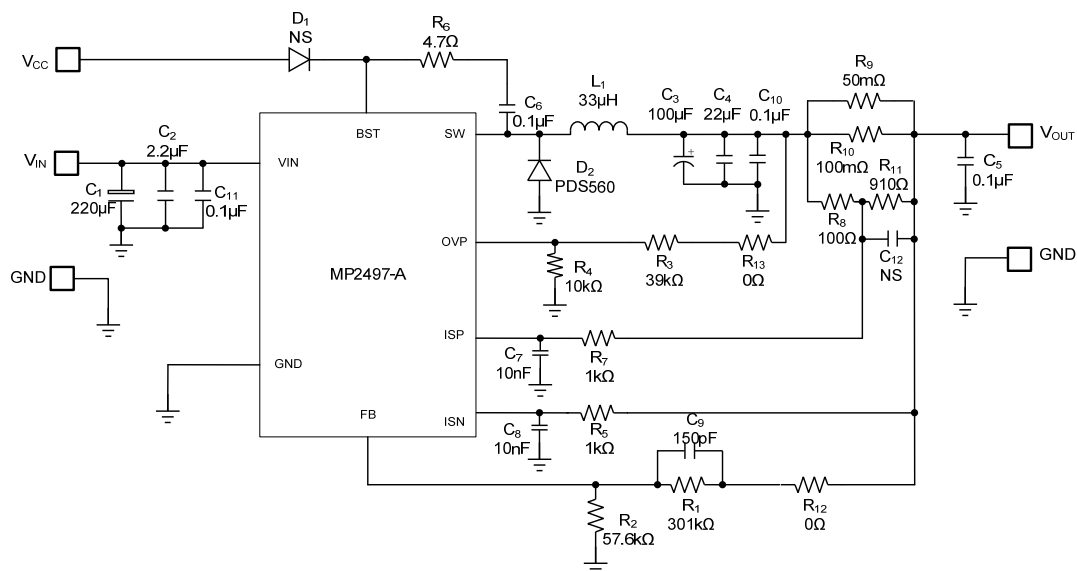 D₁
NS
R₆
4.7Ω
V_CC
C₆
0.1μF
L₁
33μH
C₃
100μF
C₄
22μF
C₁₀
0.1μF
R₉
50mΩ
BST
SW
V_OUT
V_IN
C₂
2.2μF
VIN
R₁₀
100mΩ
R₁₁
910Ω
D₂
PDS560
C₅
0.1μF
C₁
220μF
C₁₁
0.1μF
R₈
100Ω
OVP
C₁₂
NS
GND
MP2497-A
R₄
10kΩ
R₃
39kΩ
R₁₃
0Ω
GND
ISP
C₇
10nF
R₇
1kΩ
GND
FB
ISN
C₈
10nF
R₅
1kΩ
C₉
150pF
R₂
57.6kΩ
R₁
301kΩ
R₁₂
0Ω